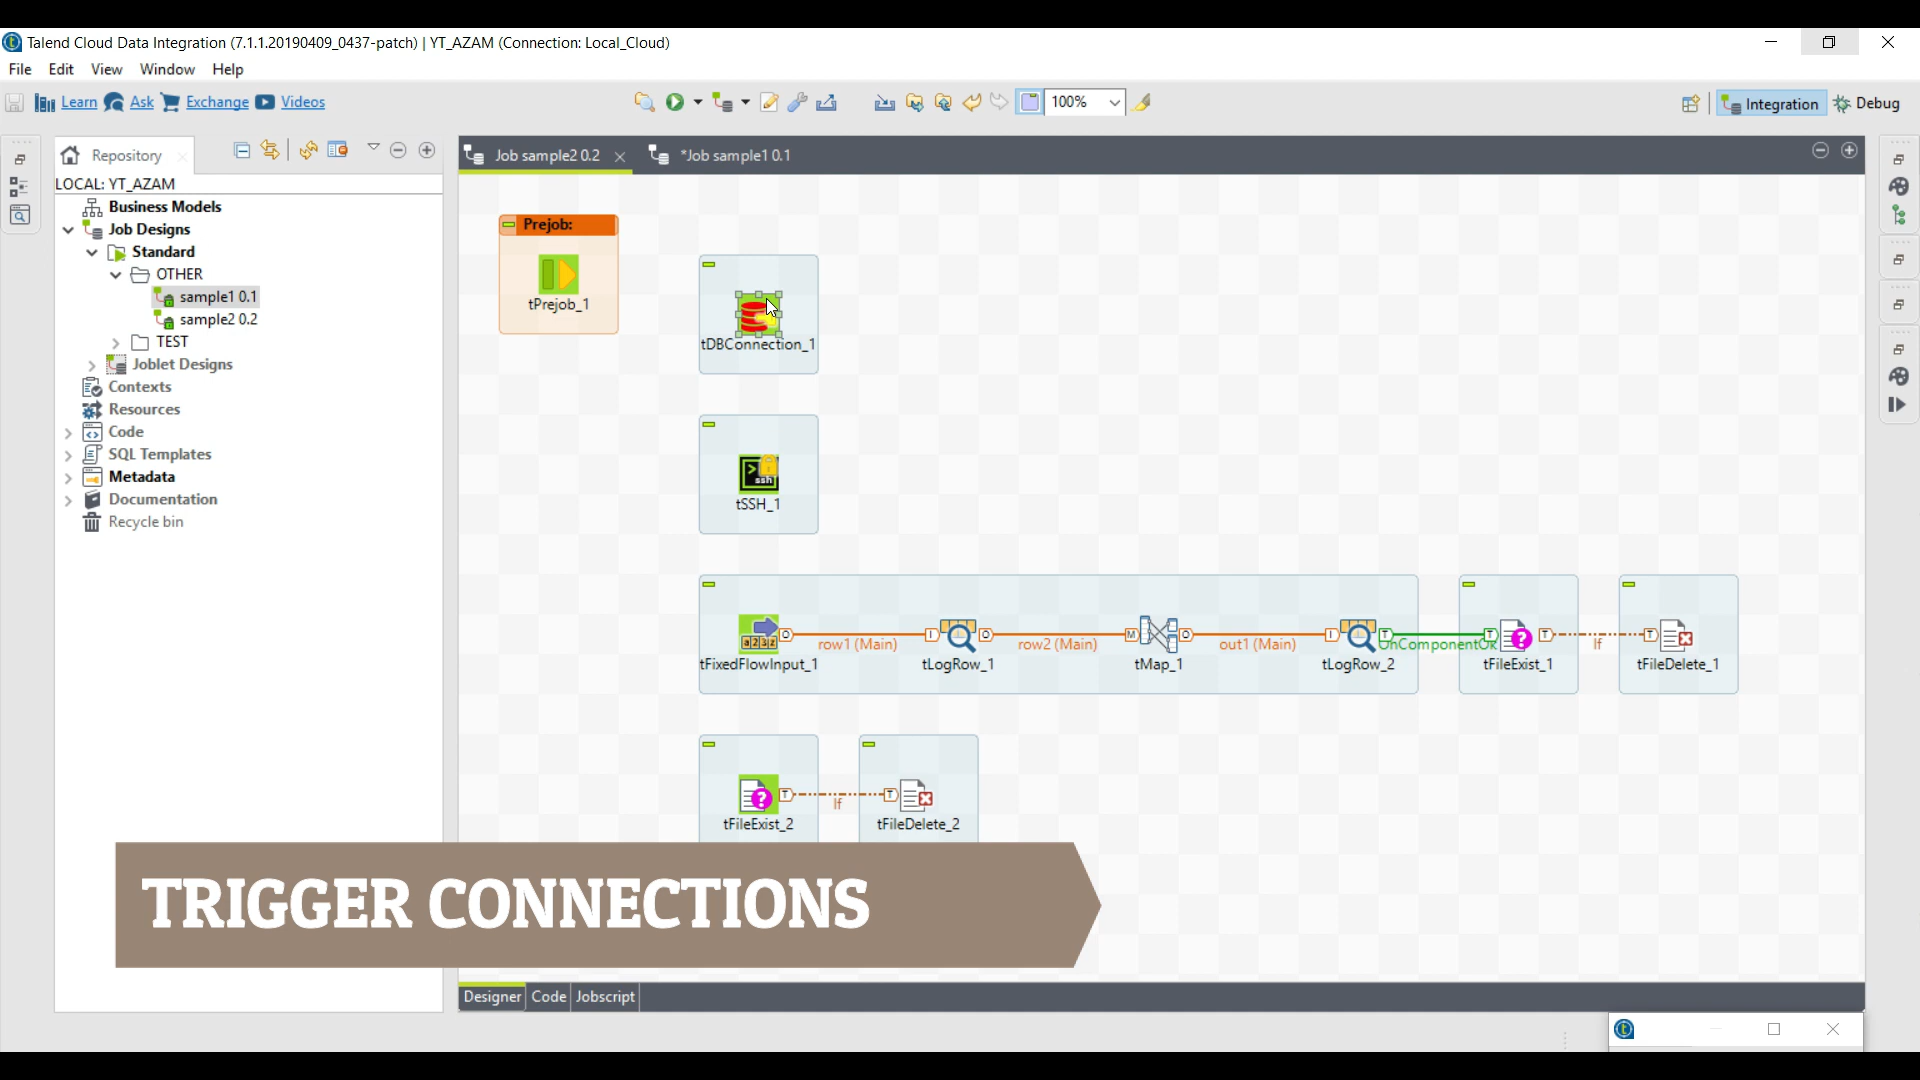 Talend Cloud Data Integration (7.1.1.20190409_0437-patch) | YT_AZAM (Connection: Local_Cloud)
File Edit View Window Help
Learn Ask Exchange Videos 100% Integration Debug
Repository
Job sample2 0.2
*Job sample1 0.1
LOCAL: YT_AZAM
Business Models
Job Designs
Standard
OTHER
sample1 0.1
sample2 0.2
TEST
Joblet Designs
Contexts
Resources
Code
SQL Templates
Metadata
Documentation
Recycle bin
Prejob:
tPrejob_1
tDBConnection_1
ssh
tSSH_1
row1 (Main)
row2 (Main)
out1 (Main)
OnComponentOk
If
tFixedFlowInput_1
tLogRow_1
tMap_1
tLogRow_2
tFileExist_1
tFileDelete_1
If
tFileExist_2
tFileDelete_2
TRIGGER CONNECTIONS
Designer Code Jobscript